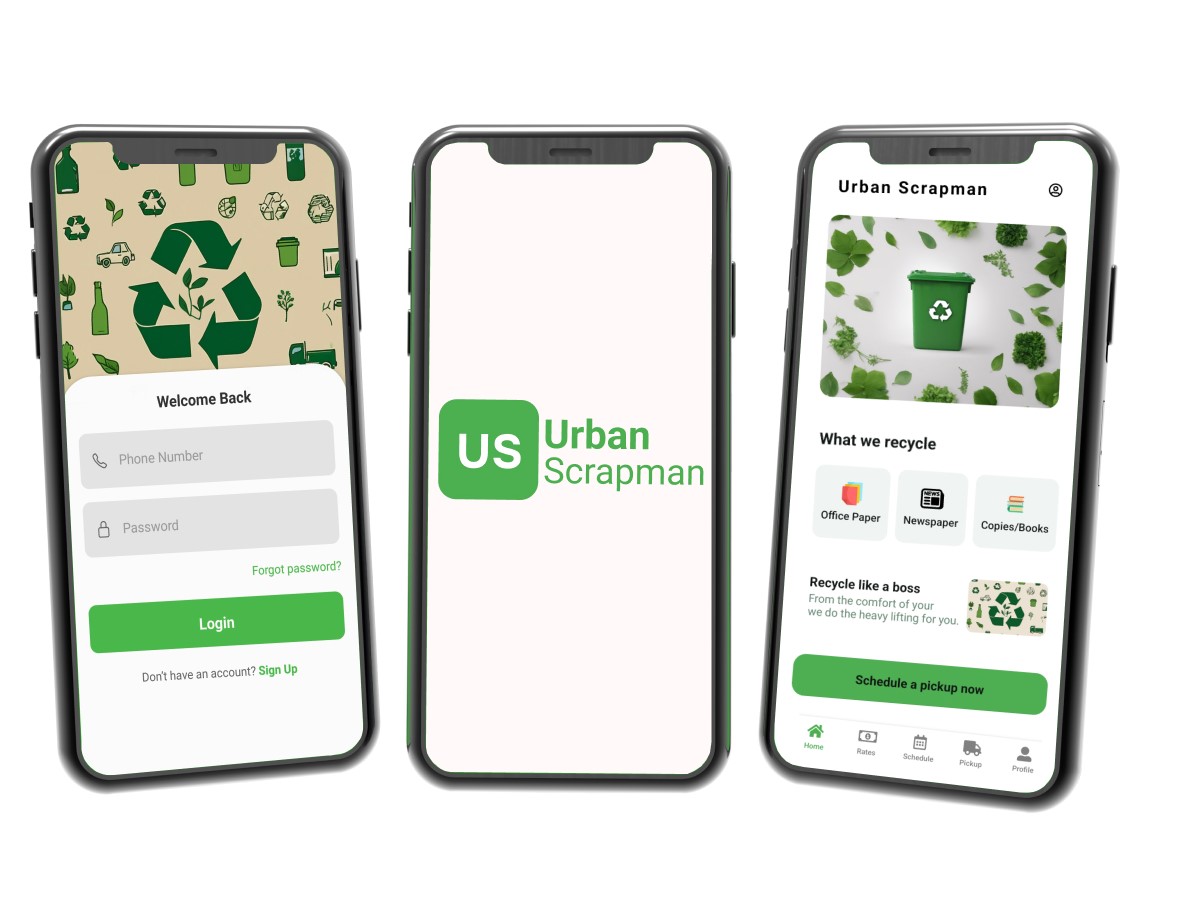 Welcome Back
Phone Number
Password
Forgot password?
Login
Don't have an account? Sign Up
US
Urban
Scrapman
Urban Scrapman
What we recycle
NEWS
Office Paper
Newspaper
Copies/Books
Recycle like a boss
From the comfort of your
we do the heavy lifting for you.
Schedule a pickup now
Home
Rates
Schedule
Pickup
Profile